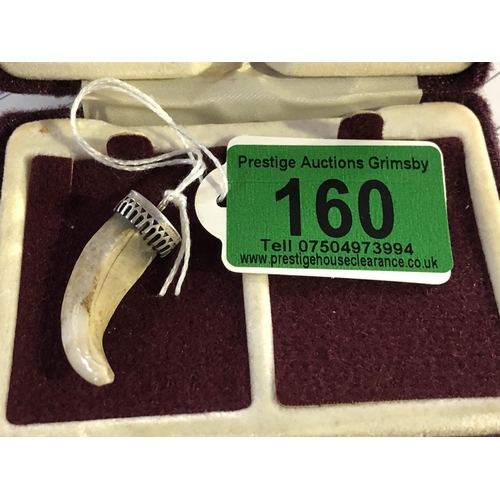 Prestige Auctions Grimsby
160
Tell 07504973994
www.prestigehouseclearance.co.uk